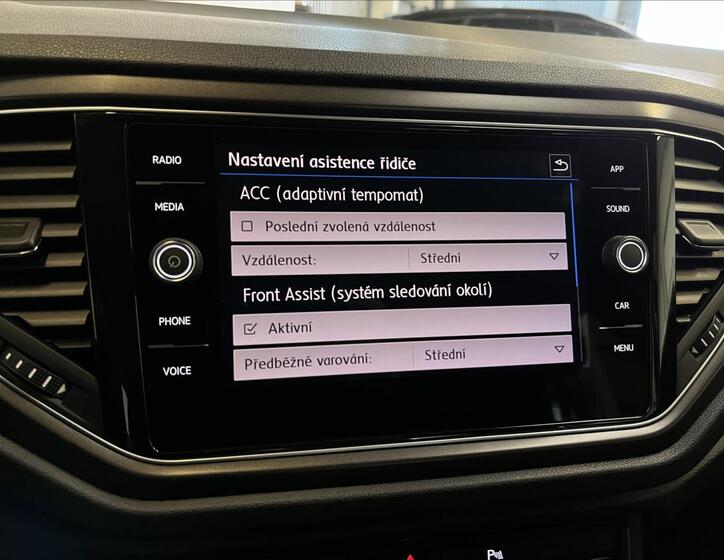 RADIO
MEDIA
PHONE
VOICE
Nastavení asistence řidiče
ACC (adaptivní tempomat)
Poslední zvolená vzdálenost
Vzdálenost: Střední
Front Assist (systém sledování okolí)
Aktivní
Předběžné varování: Střední
APP
SOUND
CAR
MENU
P